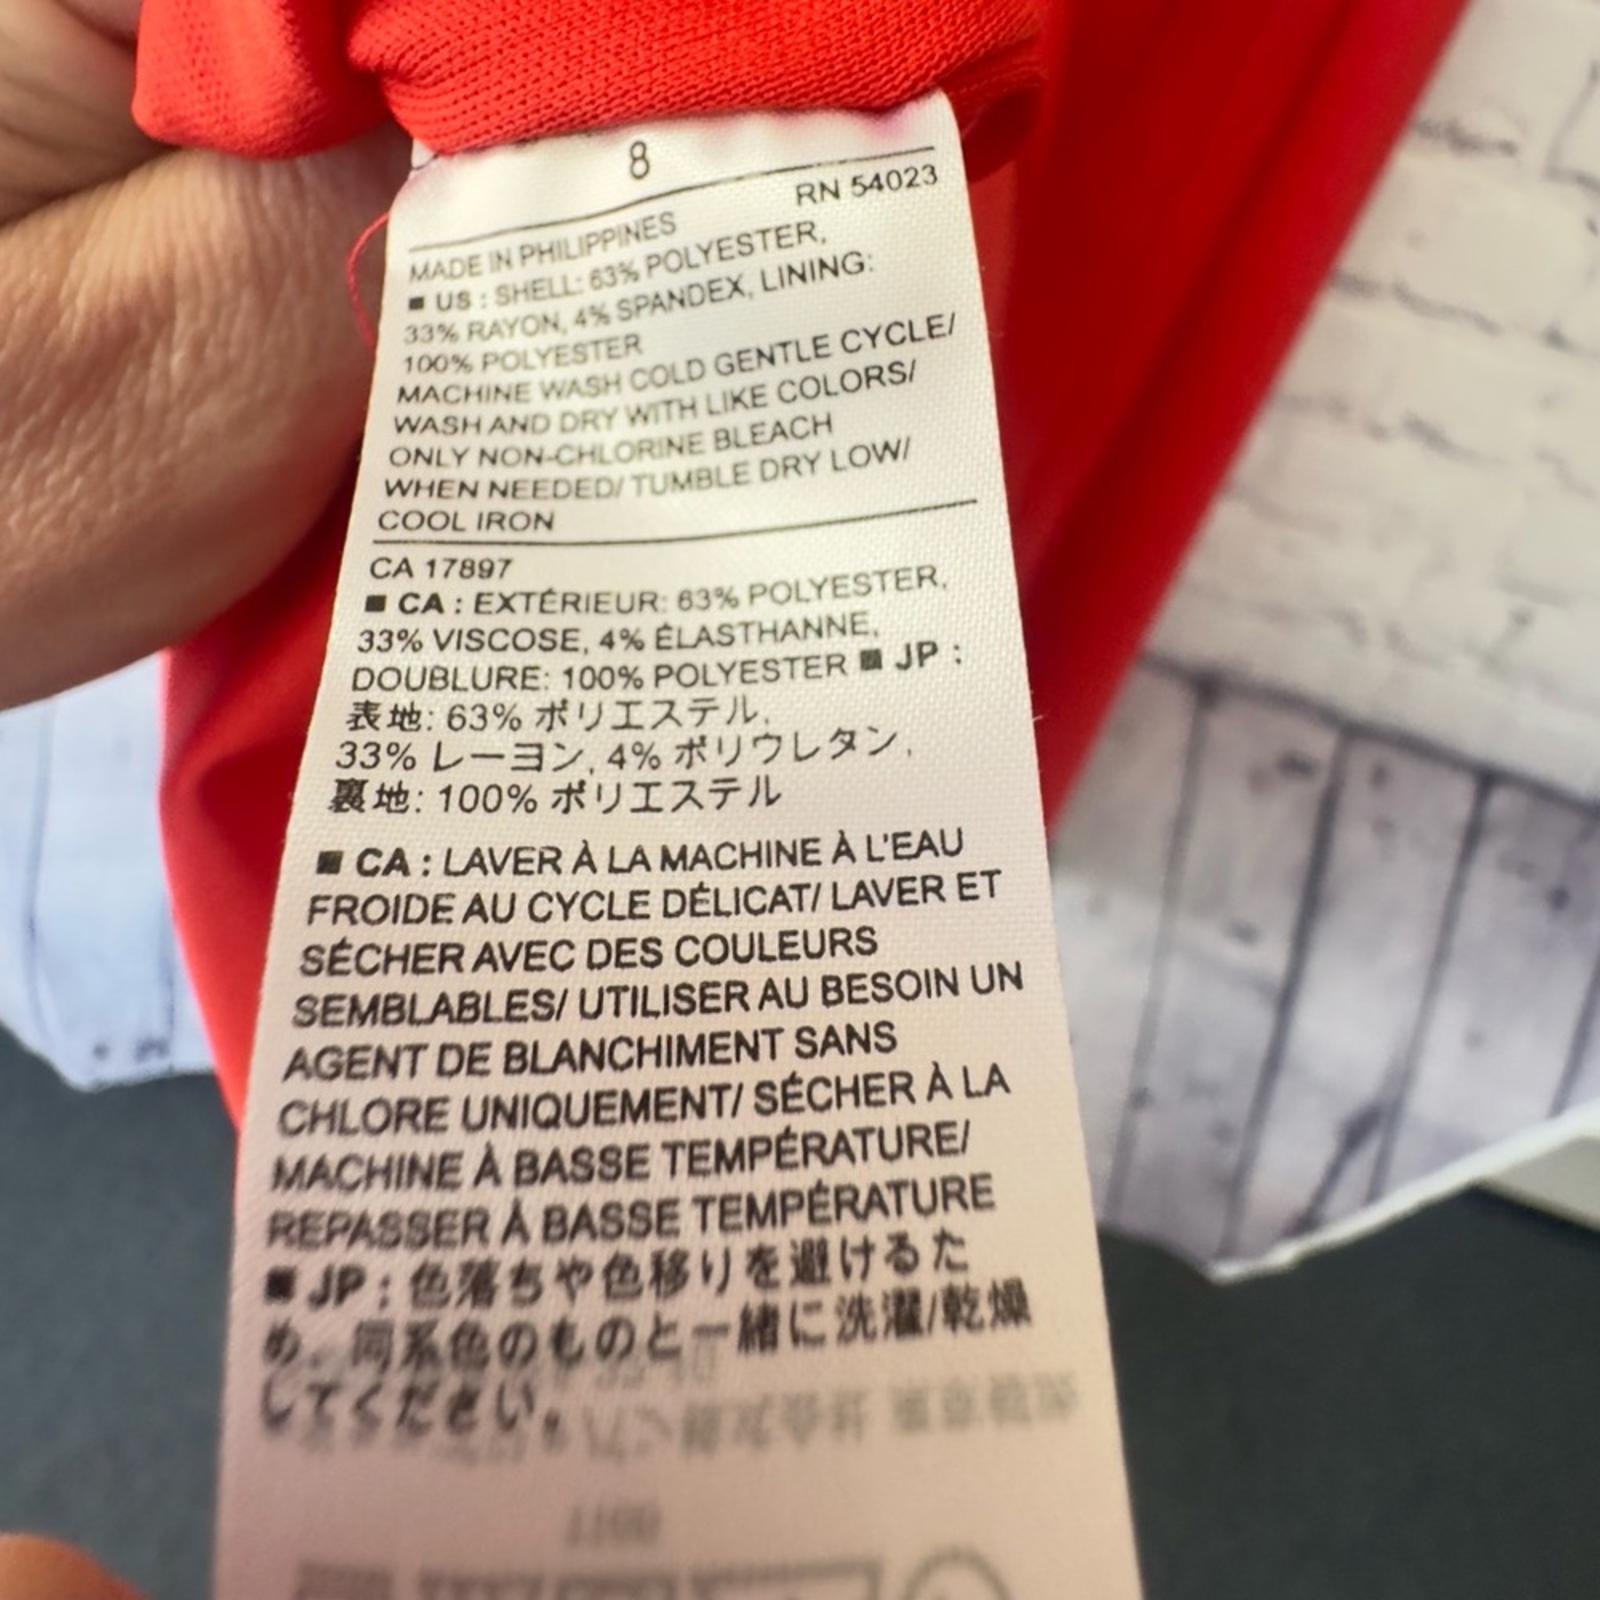 8
RN 54023
MADE IN PHILIPPINES
■ US : SHELL: 63% POLYESTER,
33% RAYON, 4% SPANDEX, LINING:
100% POLYESTER
MACHINE WASH COLD GENTLE CYCLE/
WASH AND DRY WITH LIKE COLORS/
ONLY NON-CHLORINE BLEACH
WHEN NEEDED/ TUMBLE DRY LOW/
COOL IRON
CA 17897
■ CA : EXTÉRIEUR: 63% POLYESTER,
33% VISCOSE, 4% ÉLASTHANNE,
DOUBLURE: 100% POLYESTER ■ JP :
表地: 63% ポリエステル,
33% レーヨン, 4% ポリウレタン,
裏地: 100% ポリエステル
■ CA : LAVER À LA MACHINE À L'EAU
FROIDE AU CYCLE DÉLICAT/ LAVER ET
SÉCHER AVEC DES COULEURS
SEMBLABLES/ UTILISER AU BESOIN UN
AGENT DE BLANCHIMENT SANS
CHLORE UNIQUEMENT/ SÉCHER À LA
MACHINE À BASSE TEMPÉRATURE/
REPASSER À BASSE TEMPÉRATURE
■ JP : 色落ちや色移りを避けるた
め、同系色のものと一緒に洗濯/乾燥
してください。